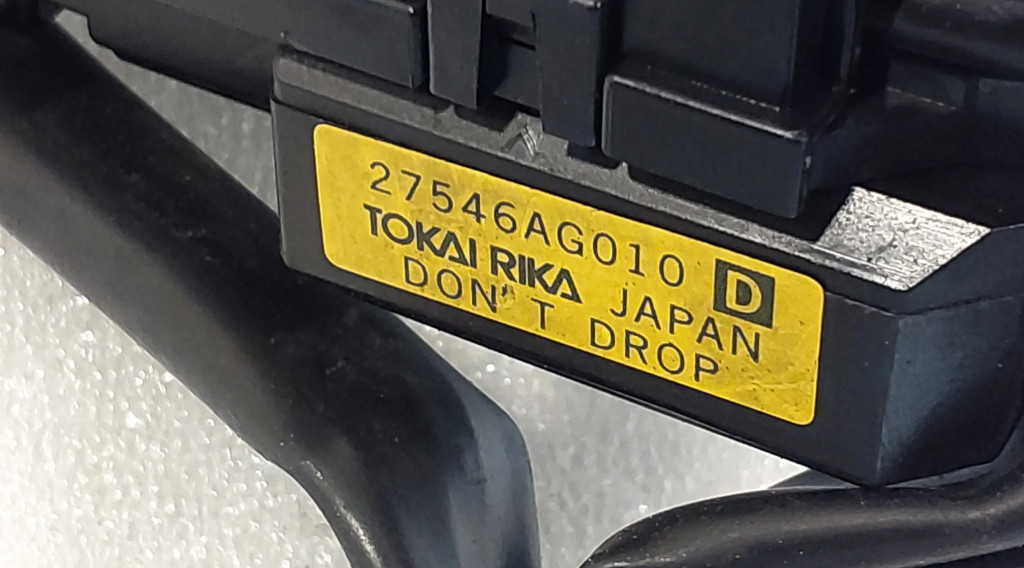 27546AG010 D
TOKAI RIKA JAPAN
DON'T DROP